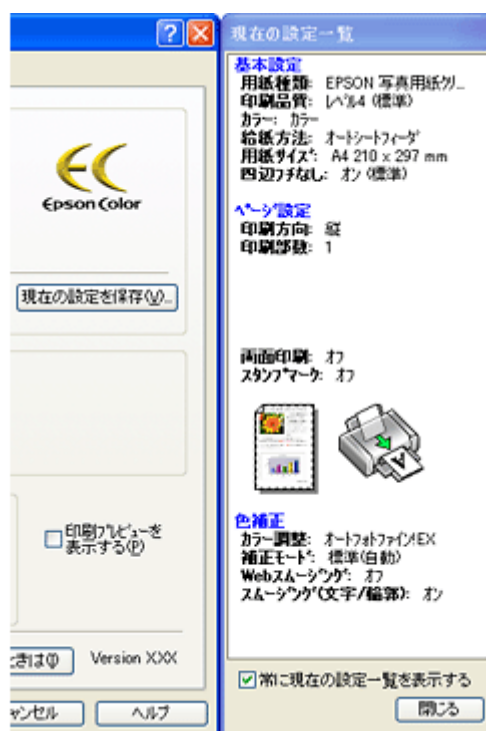 Epson Color
現在の設定を保存(V)...
印刷プレビューを
表示する(P)
ときは(I)
Version X.XX
ャンセル
ヘルプ
現在の設定一覧
基本設定
用紙種類: EPSON 写真用紙クリ...
印刷品質: レベル4 (標準)
カラー: カラー
給紙方法: オートシートフィーダ
用紙サイズ: A4 210 x 297 mm
四辺フチなし: オン (標準)
ページ設定
印刷方向: 縦
印刷部数: 1
両面印刷: オフ
スタンプマーク: オフ
色補正
カラー調整: オートフォトファイン!EX
補正モード: 標準(自動)
Webスムージング: オフ
スムージング(文字/輪郭): オン
常に現在の設定一覧を表示する
閉じる